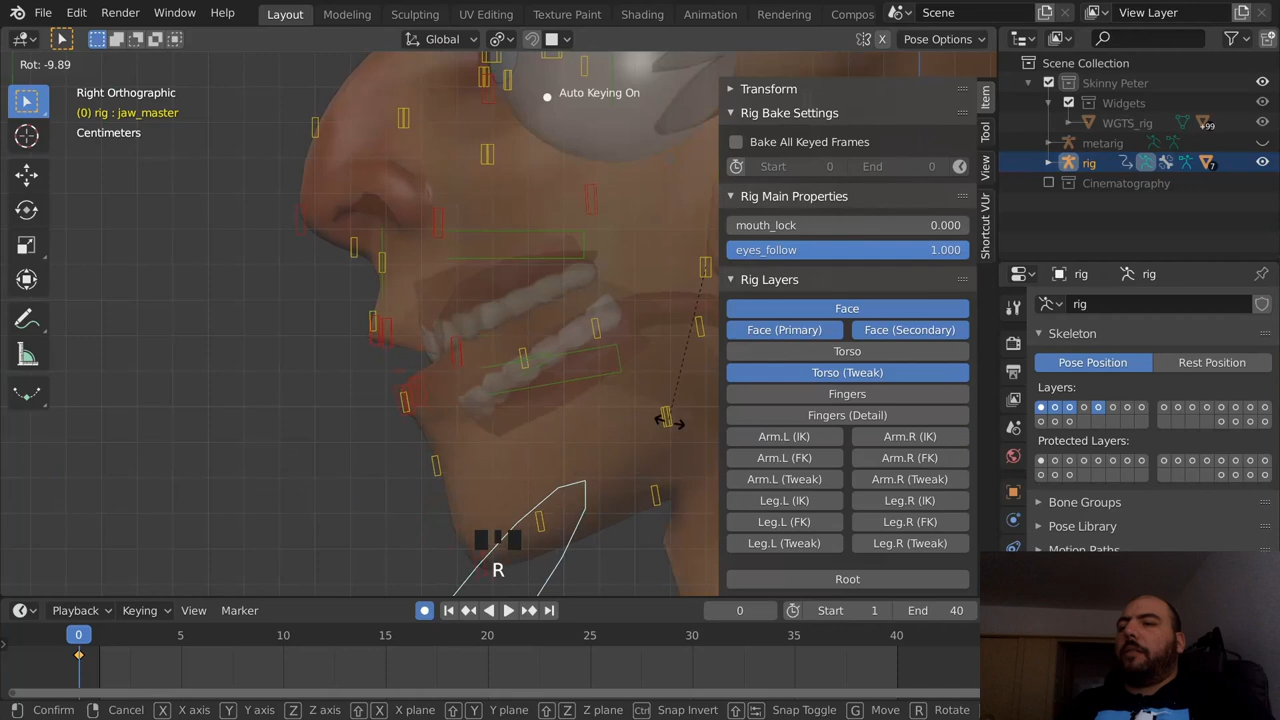 File Edit Render Window Help Layout Modeling Sculpting UV Editing Texture Paint Shading Animation Rendering Compos Scene View Layer
Global Pose Options
X
Rot: -9.89
Right Orthographic
(0) rig : jaw_master
Centimeters
Auto Keying On
Transform
Rig Bake Settings
Bake All Keyed Frames
Start 0 End 0
Rig Main Properties
mouth_lock 0.000
eyes_follow 1.000
Rig Layers
Face
Face (Primary) Face (Secondary)
Torso
Torso (Tweak)
Fingers
Fingers (Detail)
Arm.L (IK) Arm.R (IK)
Arm.L (FK) Arm.R (FK)
Arm.L (Tweak) Arm.R (Tweak)
Leg.L (IK) Leg.R (IK)
Leg.L (FK) Leg.R (FK)
Leg.L (Tweak) Leg.R (Tweak)
Root
Item
Tool
View
Shortcut VUr
Scene Collection
Skinny Peter
Widgets
WGTS_rig +99
metarig
rig 7
Cinematography
rig rig
rig
Skeleton
Pose Position Rest Position
Layers:
Protected Layers:
Bone Groups
Pose Library
Motion Paths
R
Playback Keying View Marker 0 Start 1 End 40
0 5 10 15 20 25 30 35 40
Confirm Cancel X X axis Y Y axis Z Z axis X X plane Y Y plane Z Z plane Ctrl Snap Invert Snap Toggle G Move R Rotate